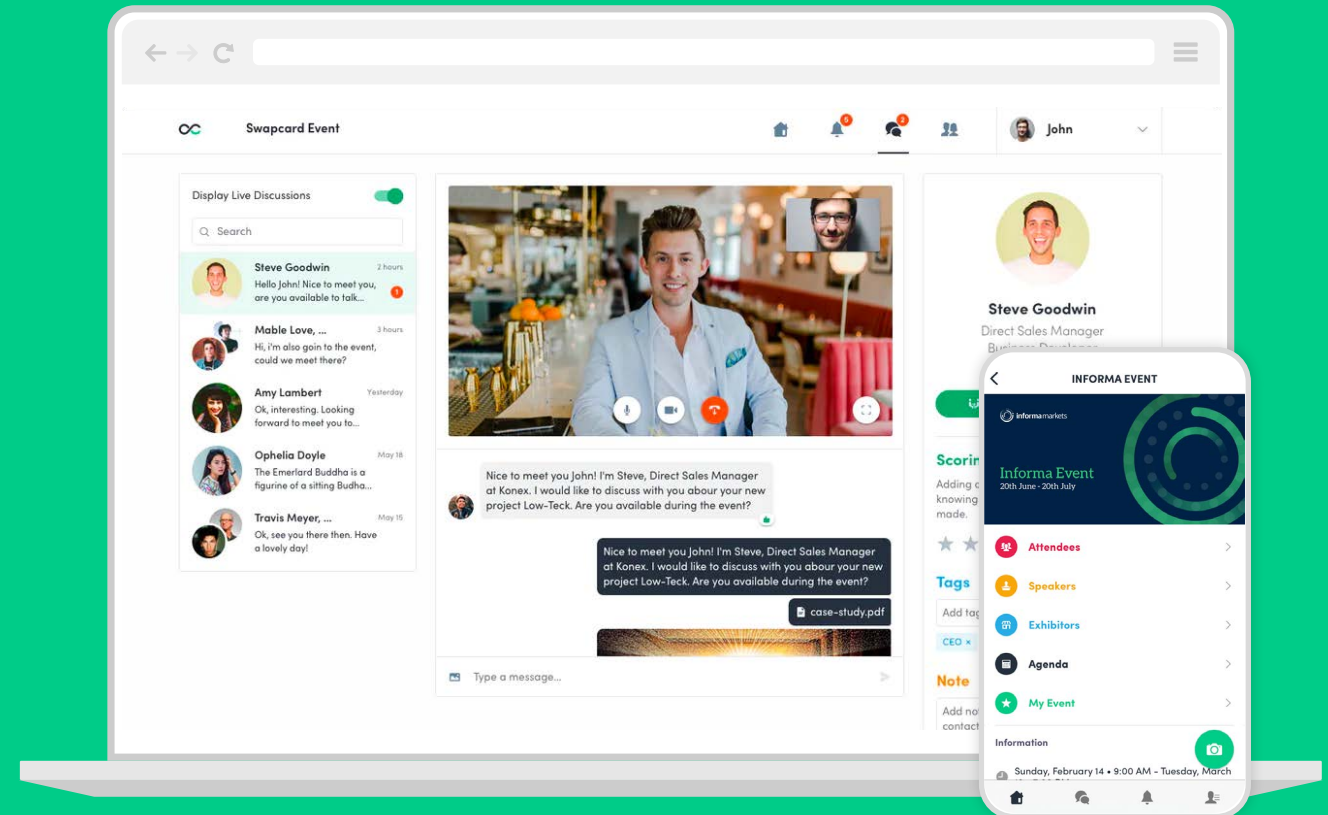 Swapcard Event
5
2
John
Display Live Discussions
Search
Steve Goodwin
2 hours
Hello John! Nice to meet you,
are you available to talk...
1
Mable Love, ...
3 hours
Hi, i'm also goin to the event,
could we meet there?
Amy Lambert
Yesterday
Ok, interesting. Looking
forward to meet you to...
Ophelia Doyle
May 18
The Emerlard Buddha is a
figurine of a sitting Budha...
Travis Meyer, ...
May 15
Ok, see you there then. Have
a lovely day!
Nice to meet you John! I'm Steve, Direct Sales Manager
at Konex. I would like to discuss with you abour your new
project Low-Teck. Are you available during the event?
Nice to meet you John! I'm Steve, Direct Sales Manager
at Konex. I would like to discuss with you abour your new
project Low-Teck. Are you available during the event?
case-study.pdf
Type a message...
Steve Goodwin
Direct Sales Manager
Business Developer
Scorin
Adding a
knowing
made.
Tags
Add tag
CEO ×
Note
Add no
contact
INFORMA EVENT
informa markets
Informa Event
20th June - 20th July
Attendees
Speakers
Exhibitors
Agenda
My Event
Information
Sunday, February 14 • 9:00 AM - Tuesday, March